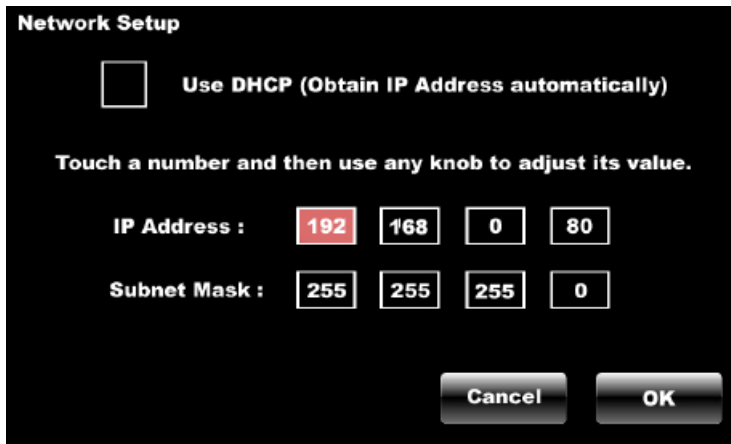 Network Setup
Use DHCP (Obtain IP Address automatically)
Touch a number and then use any knob to adjust its value.
IP Address : 192 168 0 80
Subnet Mask : 255 255 255 0
Cancel OK